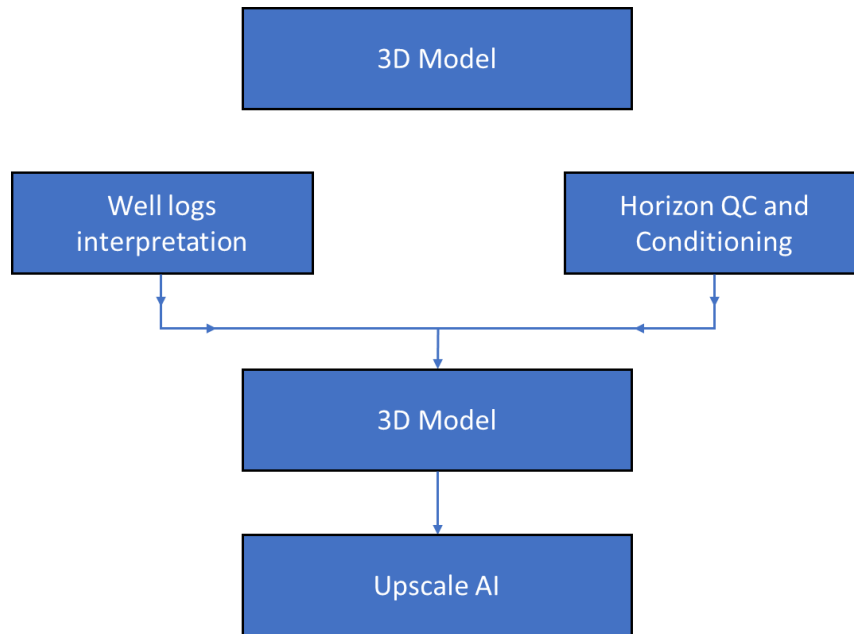 3D Model
Well logs
interpretation
Horizon QC and
Conditioning
3D Model
Upscale AI